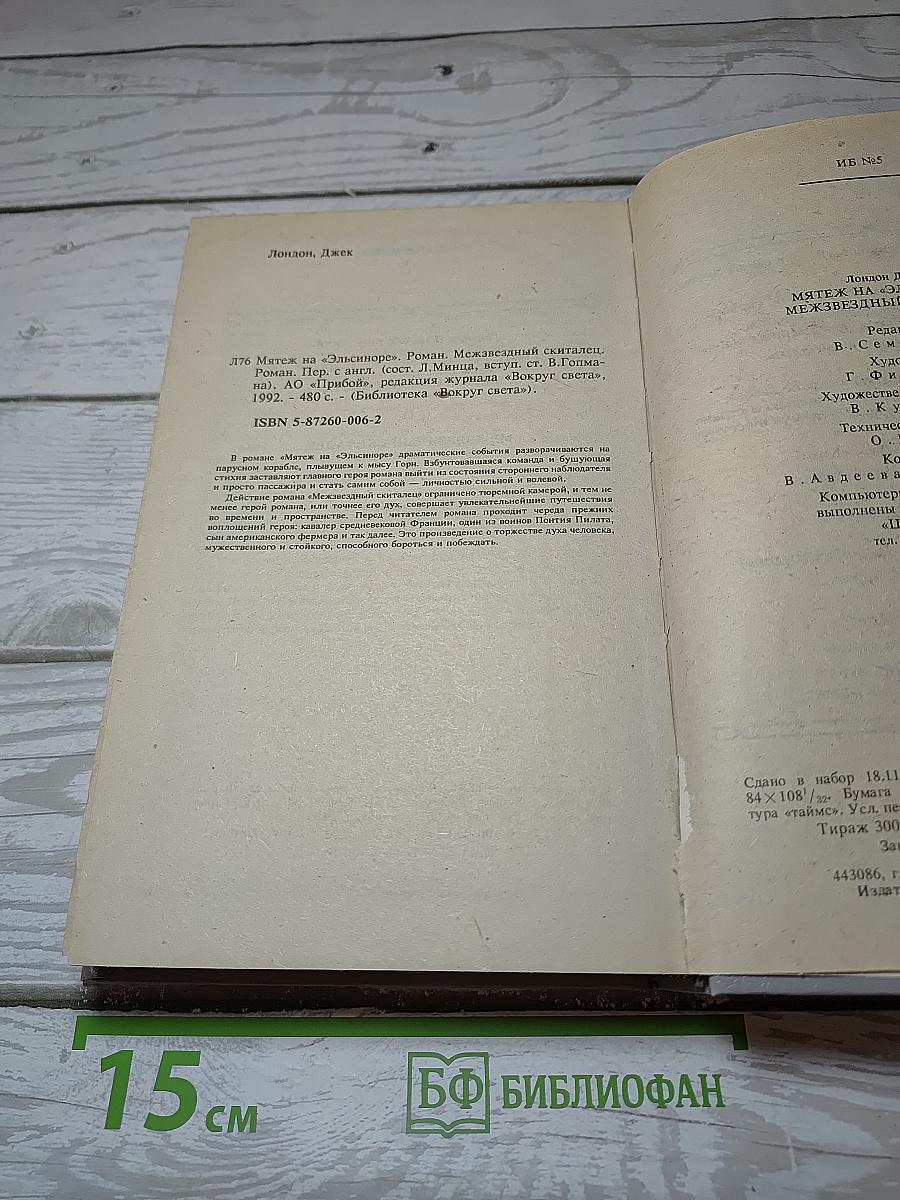 Лондон, Джек
Л76 Мятеж на «Эльсиноре». Роман. Межзвездный скиталец.
Роман. Пер. с англ. (сост. Л.Минца, вступ. ст. В.Гопма-
на). АО «Прибой», редакция журнала «Вокруг света»,
1992. - 480 с. - (Библиотека «Вокруг света»).
ISBN 5-87260-006-2
В романе «Мятеж на «Эльсиноре» драматические события разворачиваются на
парусном корабле, плывущем к мысу Горн. Взбунтовавшаяся команда и бушующая
стихия заставляют главного героя романа выйти из состояния стороннего наблюдателя
и просто пассажира и стать самим собой — личностью сильной и волевой.
Действие романа «Межзвездный скиталец» ограничено тюремной камерой, и тем не
менее герой романа, или точнее его дух, совершает увлекательнейшие путешествия
во времени и пространстве. Перед читателем романа проходит череда прежних
воплощений героя: кавалер средневековой Франции, один из воинов Понтия Пилата,
сын американского фермера и так далее. Это произведение о торжестве духа человека,
мужественного и стойкого, способного бороться и побеждать.
ИБ №5
Лондон Д
МЯТЕЖ НА «ЭЛ
МЕЖЗВЕЗДНЫЙ
Редак
В. Сем
Худо
Г. Фи
Художестве
В. Ку
Техничес
О.
Ко
В. Авдеева
Компьютерн
выполнены
«Ц
тел.
Сдано в набор 18.11
84×108 1/32. Бумага
тура «таймс». Усл. пе
Тираж 300
За
443086, г
Издат
15 см
БФ БИБЛИОФАН